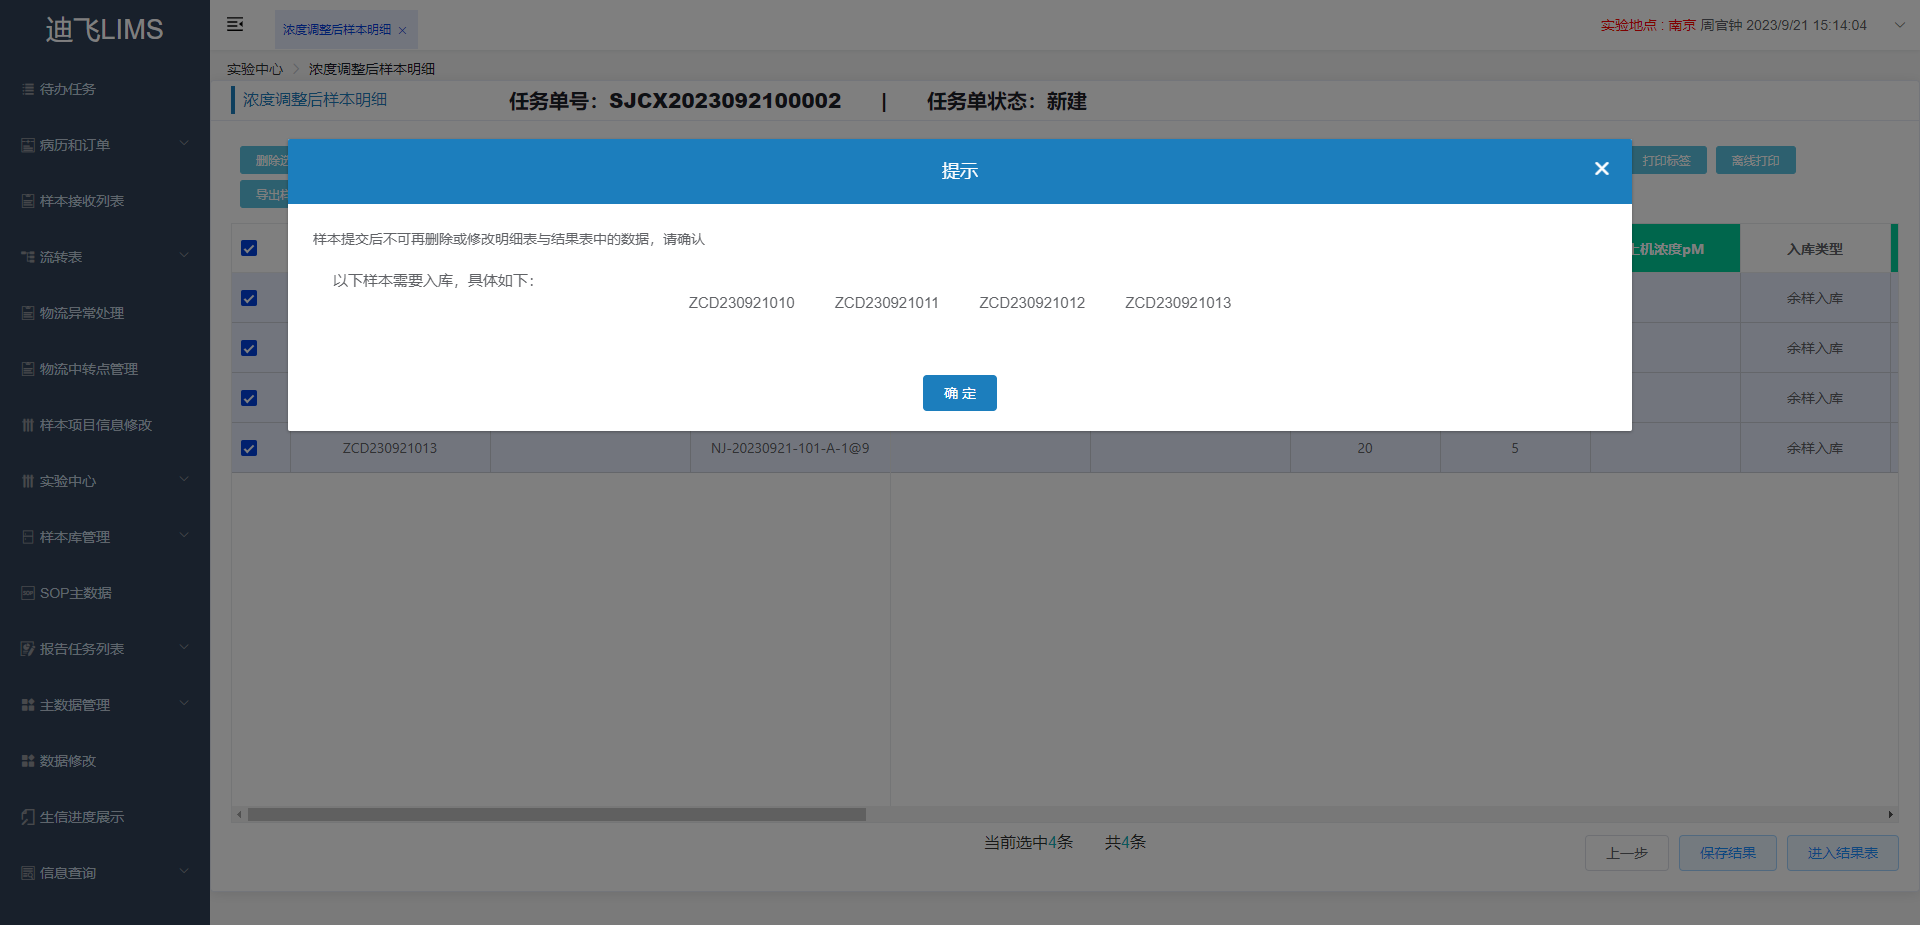 迪飞LIMS
待办任务
病历和订单
样本接收列表
流转表
物流异常处理
物流中转点管理
样本项目信息修改
实验中心
样本库管理
SOP主数据
报告任务列表
主数据管理
数据修改
生信进度展示
信息查询
浓度调整后样本明细
实验地点 : 南京 周官钟 2023/9/21 15:14:04
实验中心 浓度调整后样本明细
浓度调整后样本明细 任务单号：SJCX2023092100002 | 任务单状态：新建
删除 打印标签 离线打印
导出样
提示
样本提交后不可再删除或修改明细表与结果表中的数据，请确认
以下样本需要入库，具体如下：
ZCD230921010 ZCD230921011 ZCD230921012 ZCD230921013
确 定
上机浓度pM 入库类型
余样入库
余样入库
余样入库
ZCD230921013 NJ-20230921-101-A-1@9 20 5 余样入库
当前选中4条 共4条
上一步 保存结果 进入结果表